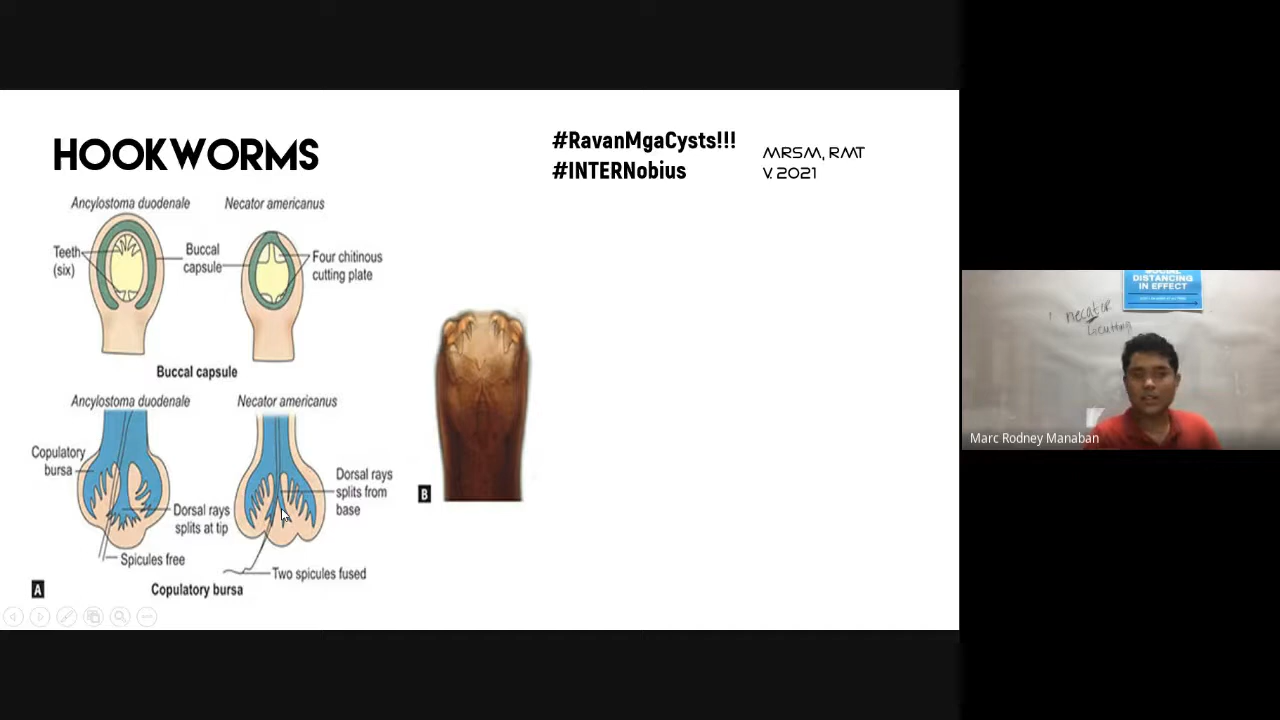 HOOKWORMS
#RavanMgaCysts!!!
#INTERNobius
MRSM, RMT
V. 2021
Ancylostoma duodenale
Necator americanus
Teeth
(six)
Buccal
capsule
Four chitinous
cutting plate
Buccal capsule
Ancylostoma duodenale
Necator americanus
Copulatory
bursa
Dorsal rays
splits at tip
Dorsal rays
splits from
base
Spicules free
Two spicules fused
A
Copulatory bursa
B
SOCIAL
DISTANCING
IN EFFECT
necator
Marc Rodney Manaban